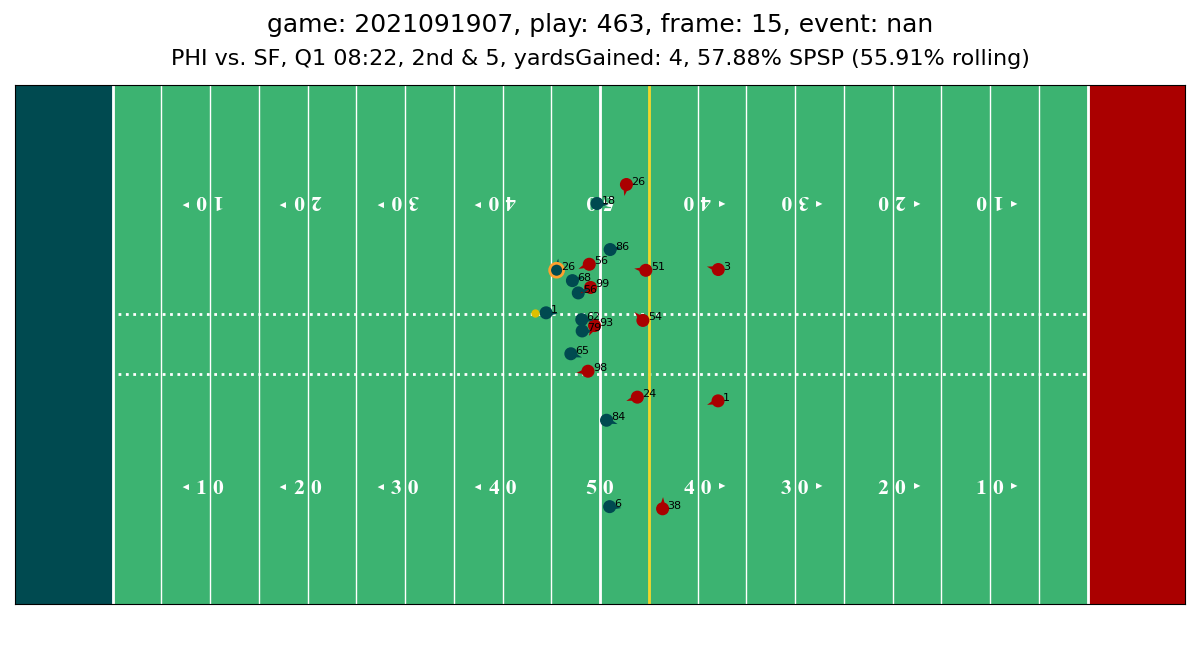 game: 2021091907, play: 463, frame: 15, event: nan
PHI vs. SF, Q1 08:22, 2nd & 5, yardsGained: 4, 57.88% SPSP (55.91% rolling)
10 20 30 40 50 40 30 20 10
26
18
86
26 56 51 3
68
99
1
62 93 54
65
98
24 1
84
10 20 30 40 50 40 30 20 10
6 38